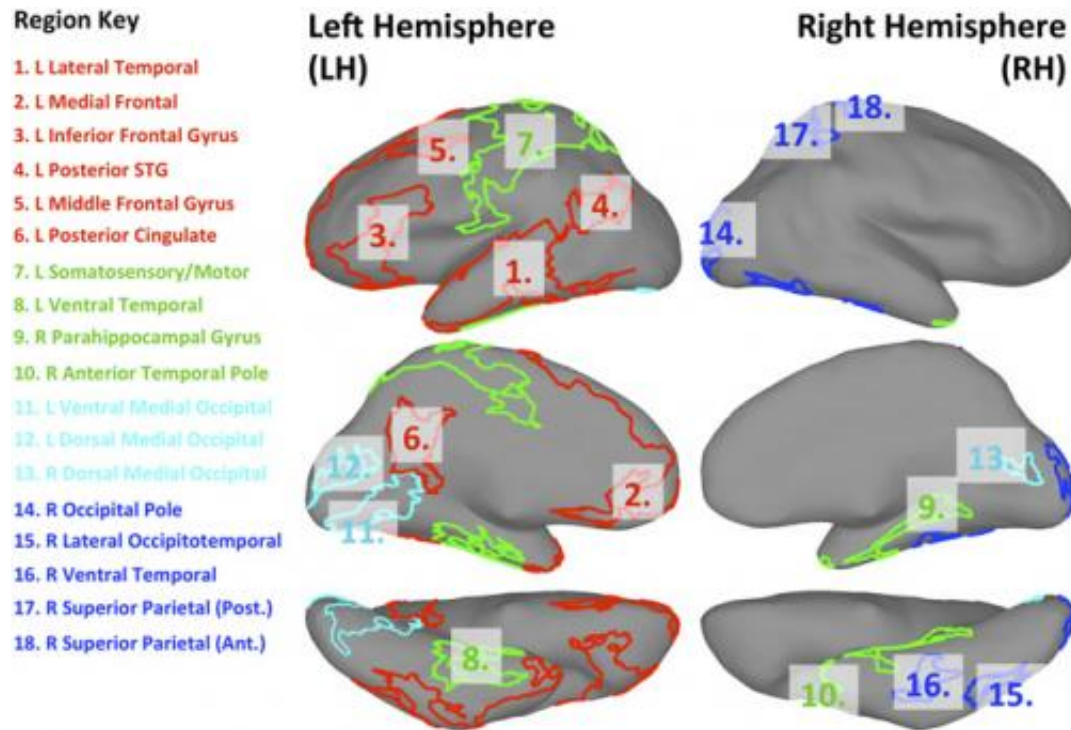 Region Key
1. L Lateral Temporal
2. L Medial Frontal
3. L Inferior Frontal Gyrus
4. L Posterior STG
5. L Middle Frontal Gyrus
6. L Posterior Cingulate
7. L Somatosensory/Motor
8. L Ventral Temporal
9. R Parahippocampal Gyrus
10. R Anterior Temporal Pole
11. L Ventral Medial Occipital
12. L Dorsal Medial Occipital
13. R Dorsal Medial Occipital
14. R Occipital Pole
15. R Lateral Occipitotemporal
16. R Ventral Temporal
17. R Superior Parietal (Post.)
18. R Superior Parietal (Ant.)
Left Hemisphere
(LH)
Right Hemisphere
(RH)
5.
7.
3.
4.
1.
17.
18.
14.
6.
12.
11.
2.
13.
9.
8.
10.
16.
15.